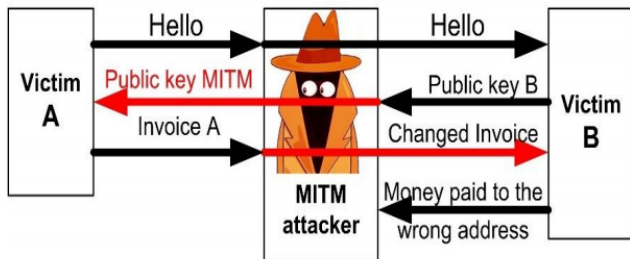 Hello
Hello
Victim
A
Public key MITM
Public key B
Victim
B
Invoice A
Changed Invoice
MITM
attacker
Money paid to the
wrong address